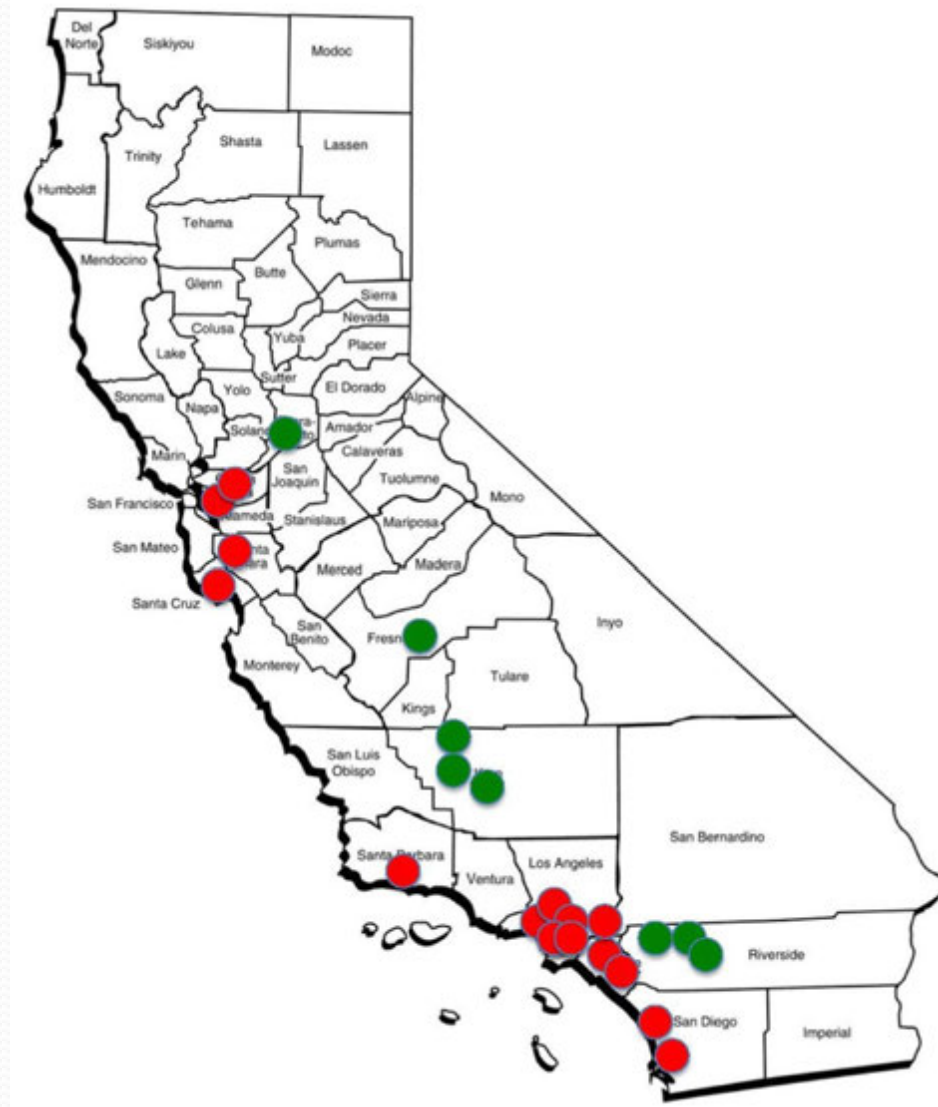 Del
Norte
Siskiyou
Modoc
Trinity
Shasta
Lassen
Humboldt
Tehama
Plumas
Mendocino
Glenn
Butte
Sierra
Nevada
Colusa
Yuba
Placer
Lake
Sutter
El Dorado
Alpine
Sonoma
Napa
Yolo
Amador
Marin
Calaveras
San
Joaquin
Tuolumne
Mono
San Francisco
Stanislaus
Mariposa
San Mateo
Merced
Madera
Santa Cruz
San
Benito
Inyo
Monterey
Tulare
Kings
San Luis
Obispo
San Bernardino
Los Angeles
Ventura
Riverside
San Diego
Imperial